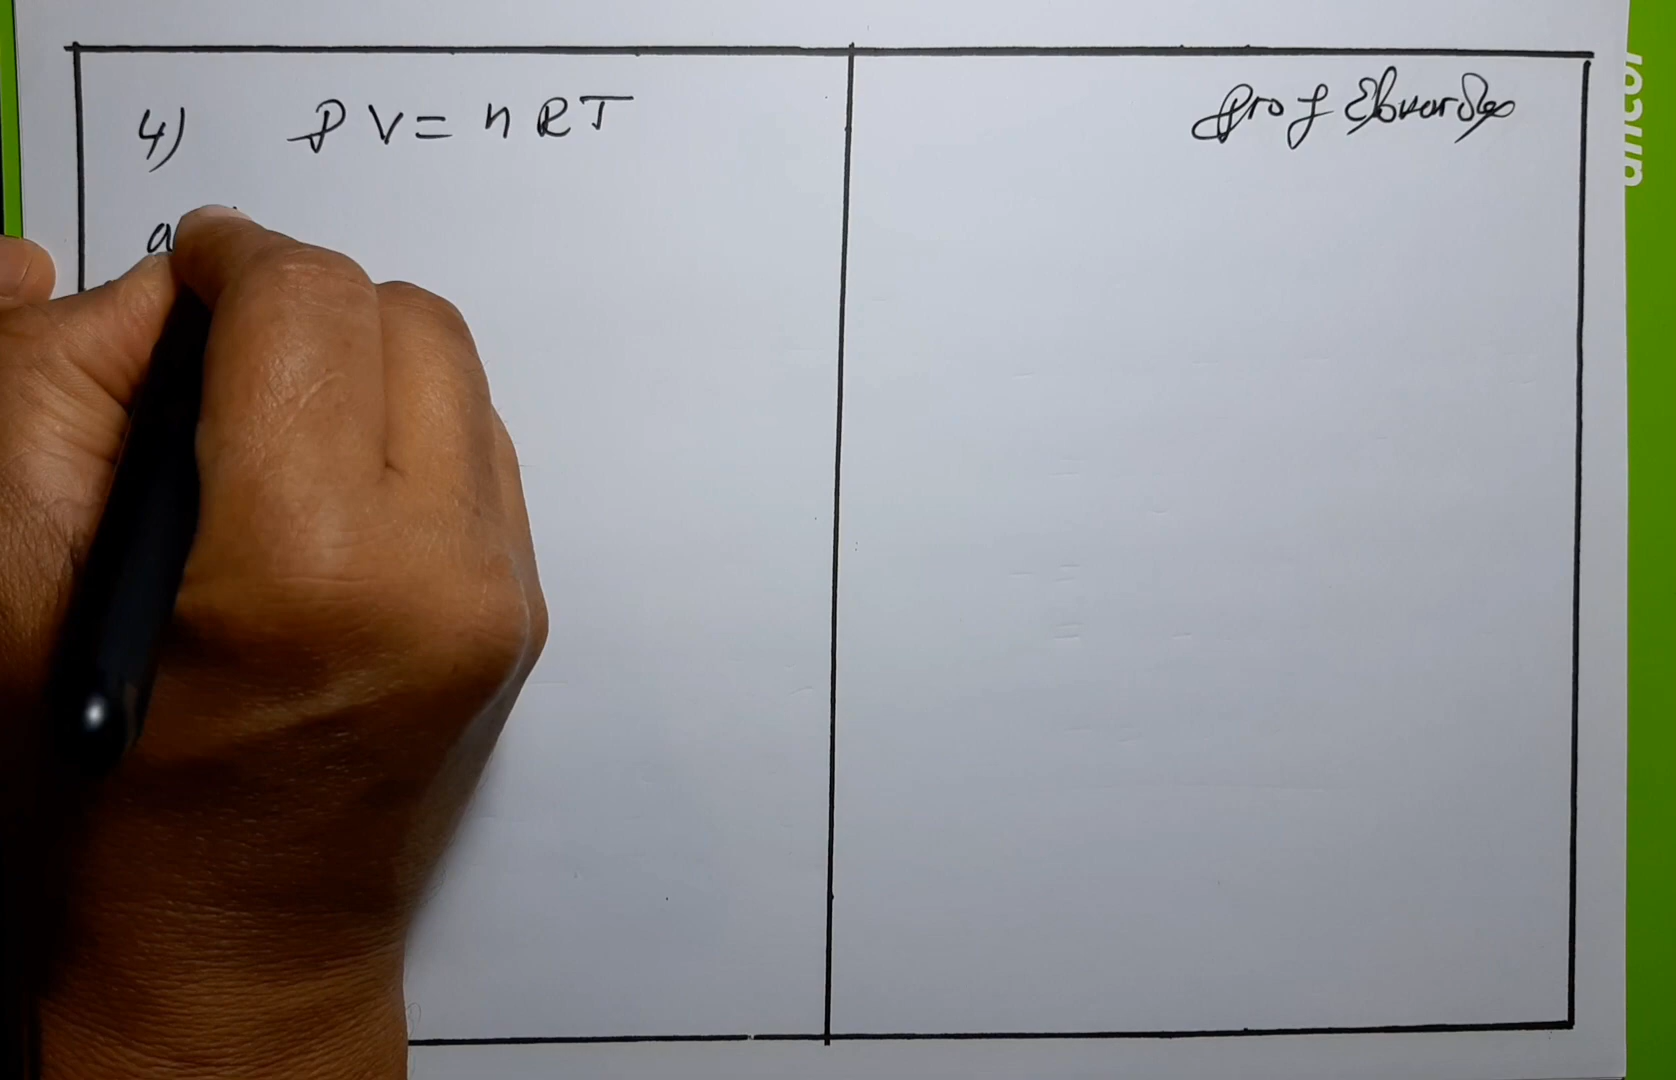 4) PV = nRT
Prof Eduardo
a